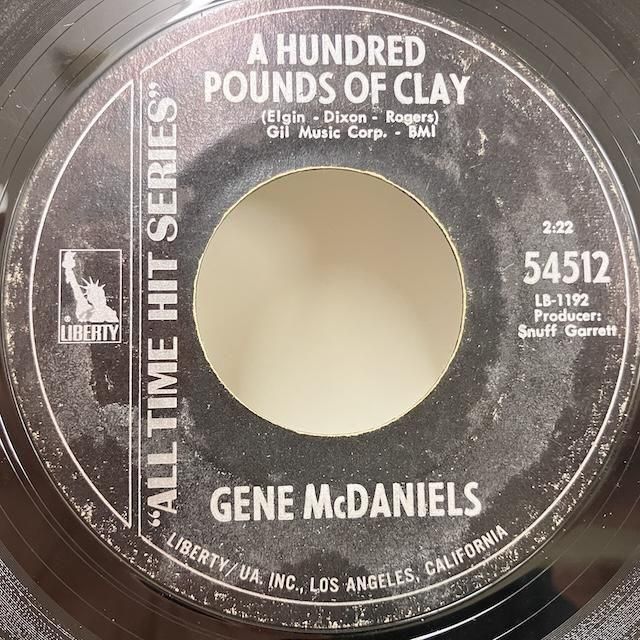 A HUNDRED
POUNDS OF CLAY
(Elgin - Dixon - Rogers)
Gil Music Corp. - BMI
"ALL TIME HIT SERIES"
® LIBERTY
2:22
54512
LB-1192
Producer:
Snuff Garrett
GENE McDANIELS
LIBERTY/UA, INC., LOS ANGELES, CALIFORNIA